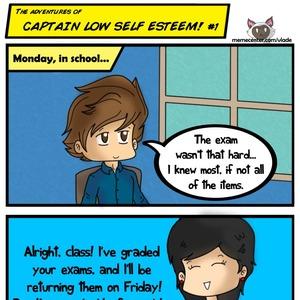 THE ADVENTURES OF
CAPTAIN LOW SELF ESTEEM! #1
memecenter.com/vlade
Monday, in school...
The exam
wasn't that hard...
I knew most, if not all
of the items.
Alright, class! I've graded
your exams, and I'll be
returning them on Friday!